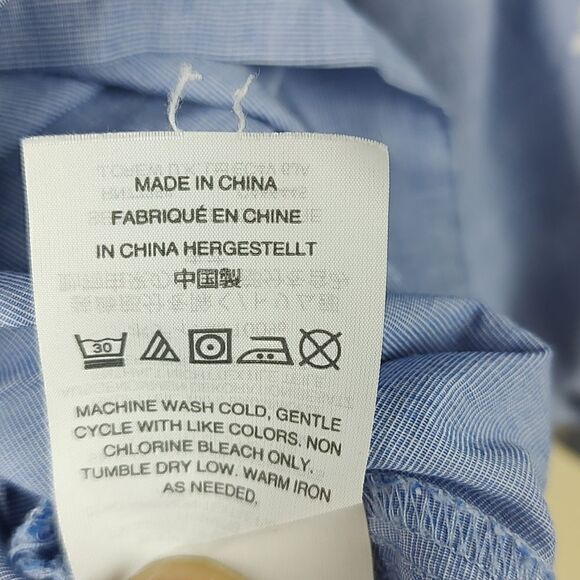 MADE IN CHINA
FABRIQUÉ EN CHINE
IN CHINA HERGESTELLT
中国製
30
MACHINE WASH COLD, GENTLE
CYCLE WITH LIKE COLORS. NON
CHLORINE BLEACH ONLY.
TUMBLE DRY LOW. WARM IRON
AS NEEDED.